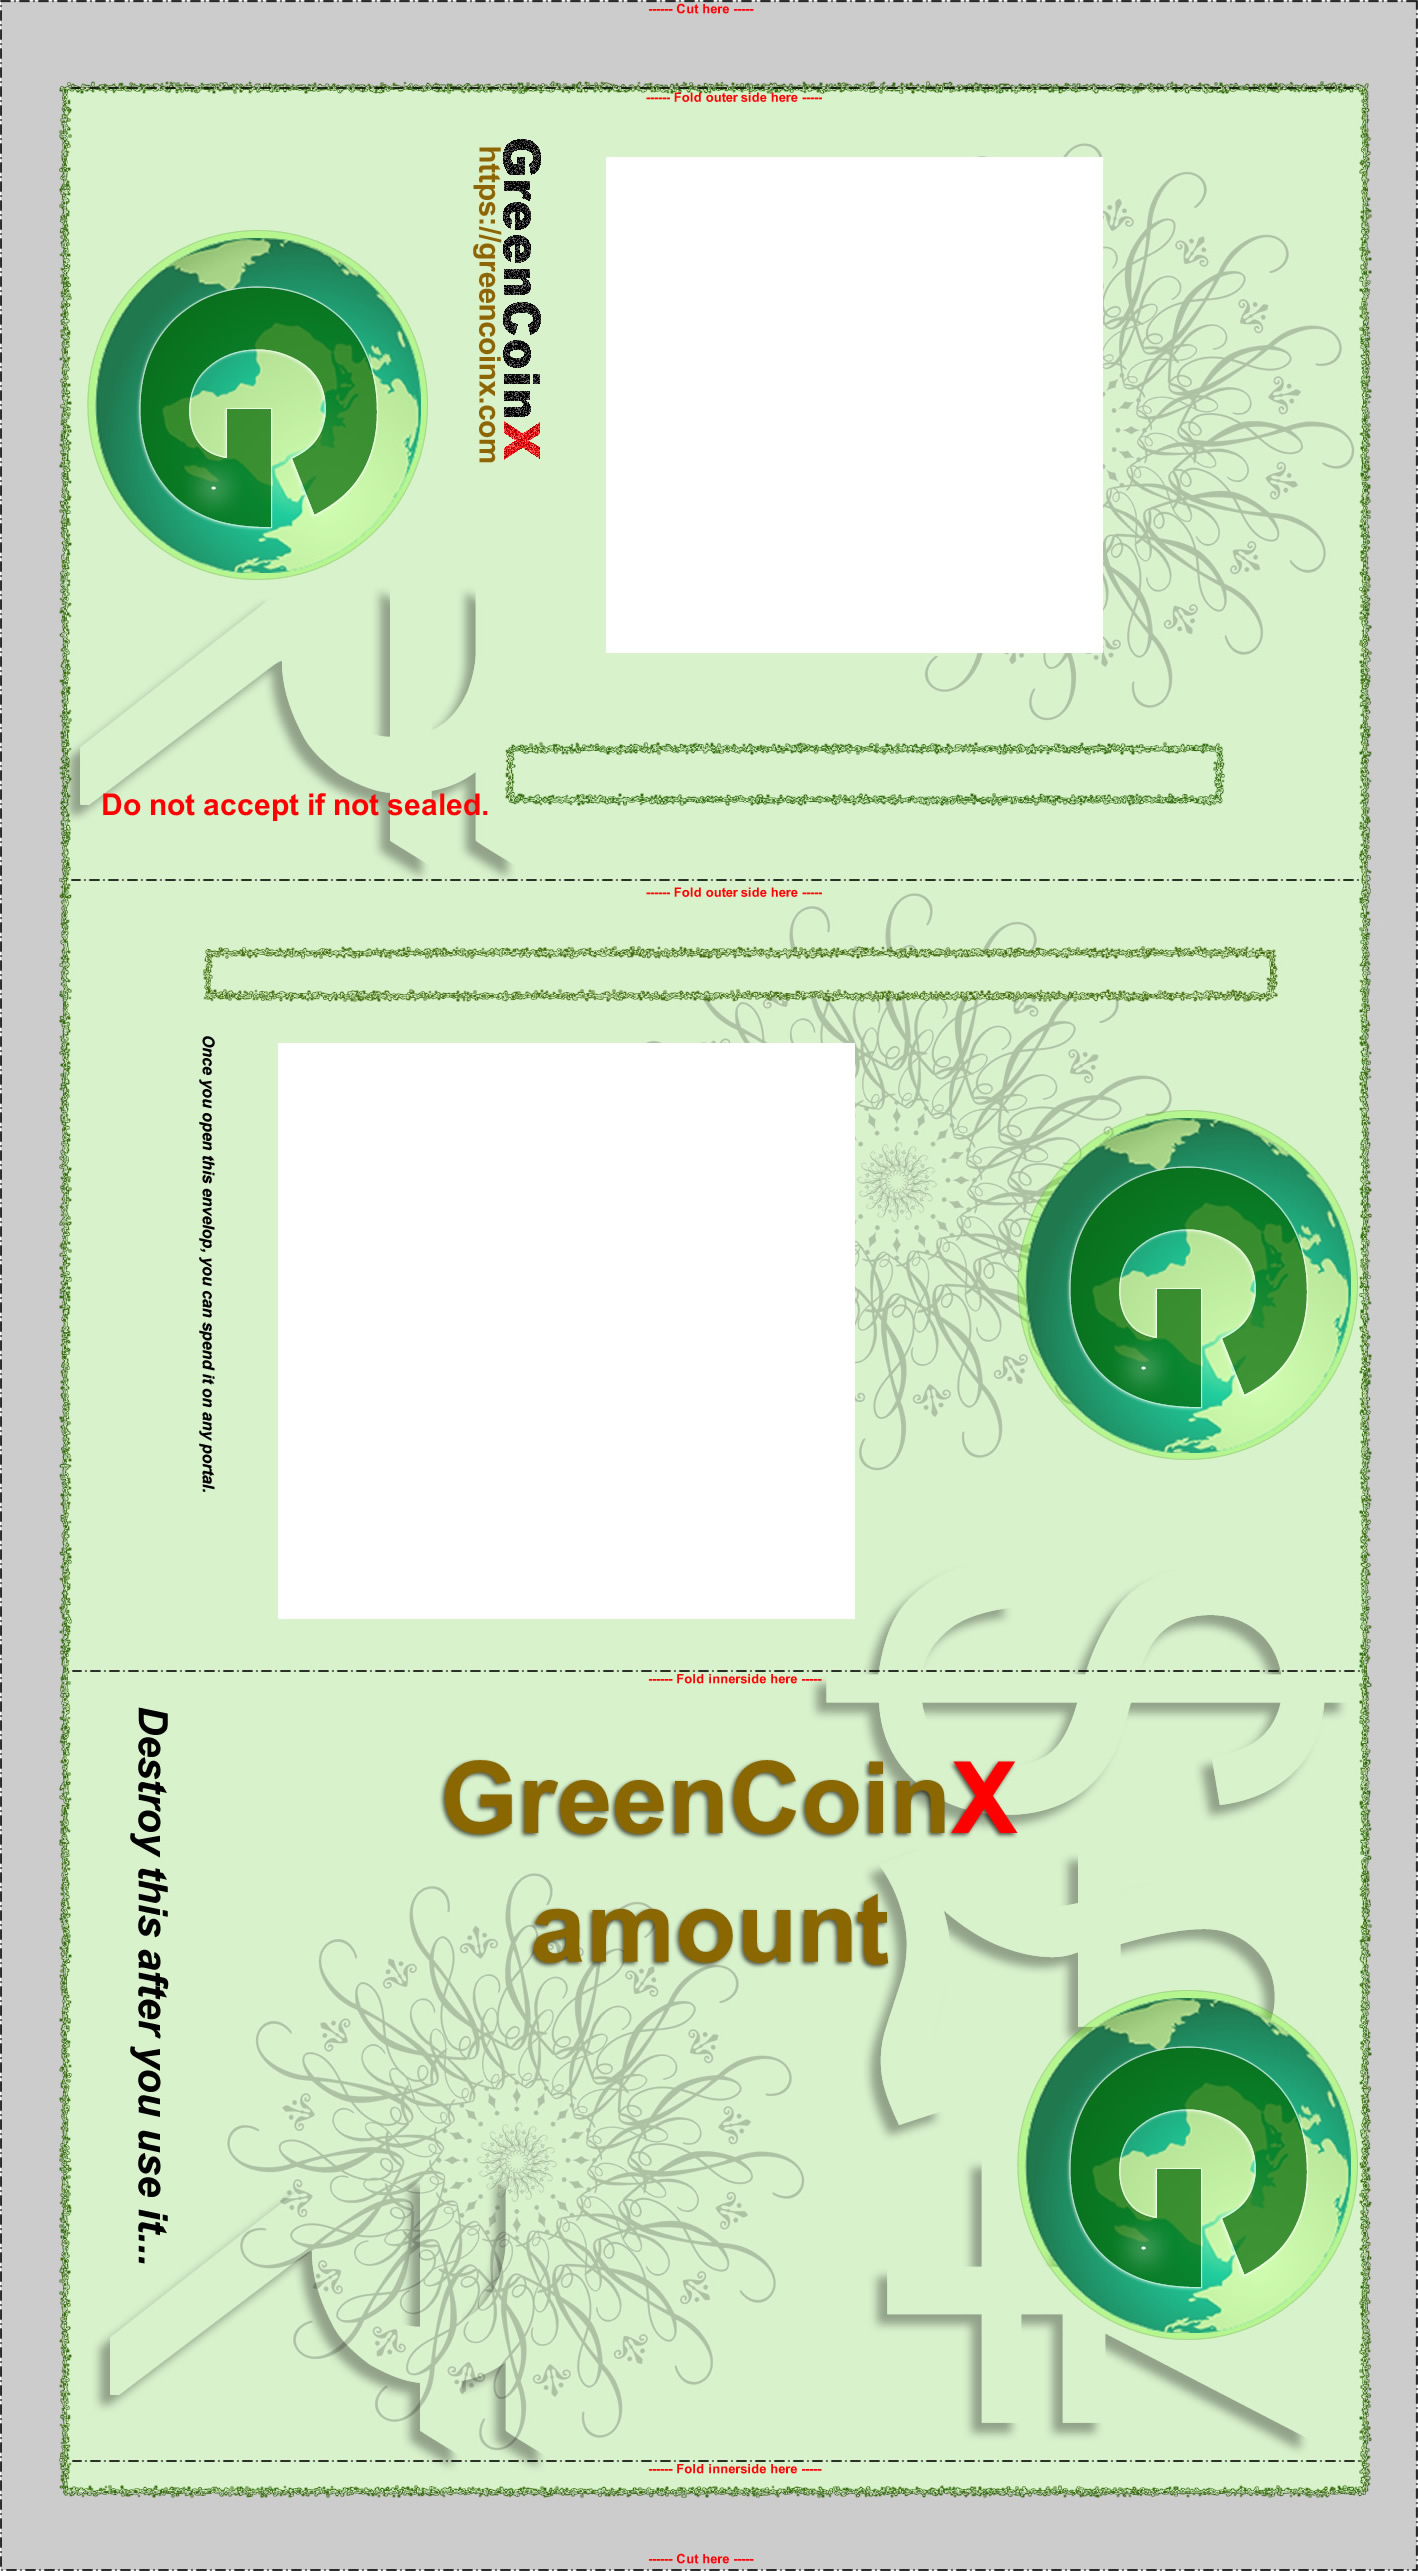 ------ Cut here -----
------ Fold outer side here -----
GreenCoinX
https://greencoinx.com
Do not accept if not sealed.
------ Fold outer side here -----
Once you open this envelop, you can spend it on any portal.
------ Fold innerside here -----
GreenCoinX
amount
Destroy this after you use it...
------ Fold innerside here -----
------ Cut here -----